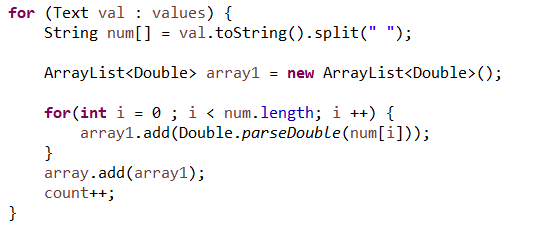 for (Text val : values) {
    String num[] = val.toString().split(" ");
    ArrayList<Double> array1 = new ArrayList<Double>();
    for(int i = 0 ; i < num.length; i ++) {
        array1.add(Double.parseDouble(num[i]));
    }
    array.add(array1);
    count++;
}